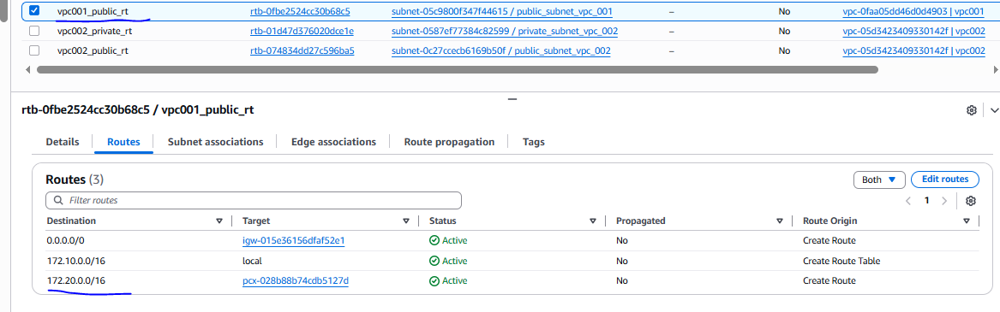 vpc001_public_rt rtb-0fbe2524cc30b68c5 subnet-05c9800f347f44615 / public_subnet_vpc_001 – No vpc-0faa05dd46d0d4903 | vpc001
vpc002_private_rt rtb-01d47d376020dce1e subnet-0587ef77384c82599 / private_subnet_vpc_002 – No vpc-05d3423409330142f | vpc002
vpc002_public_rt rtb-074834dd27c596ba5 subnet-0c27ccecb6169b50f / public_subnet_vpc_002 – No vpc-05d3423409330142f | vpc002
rtb-0fbe2524cc30b68c5 / vpc001_public_rt
Details Routes Subnet associations Edge associations Route propagation Tags
Routes (3) Both Edit routes
Filter routes 1
Destination Target Status Propagated Route Origin
0.0.0.0/0 igw-015e36156dfaf52e1 Active No Create Route
172.10.0.0/16 local Active No Create Route Table
172.20.0.0/16 pcx-028b88b74cdb5127d Active No Create Route